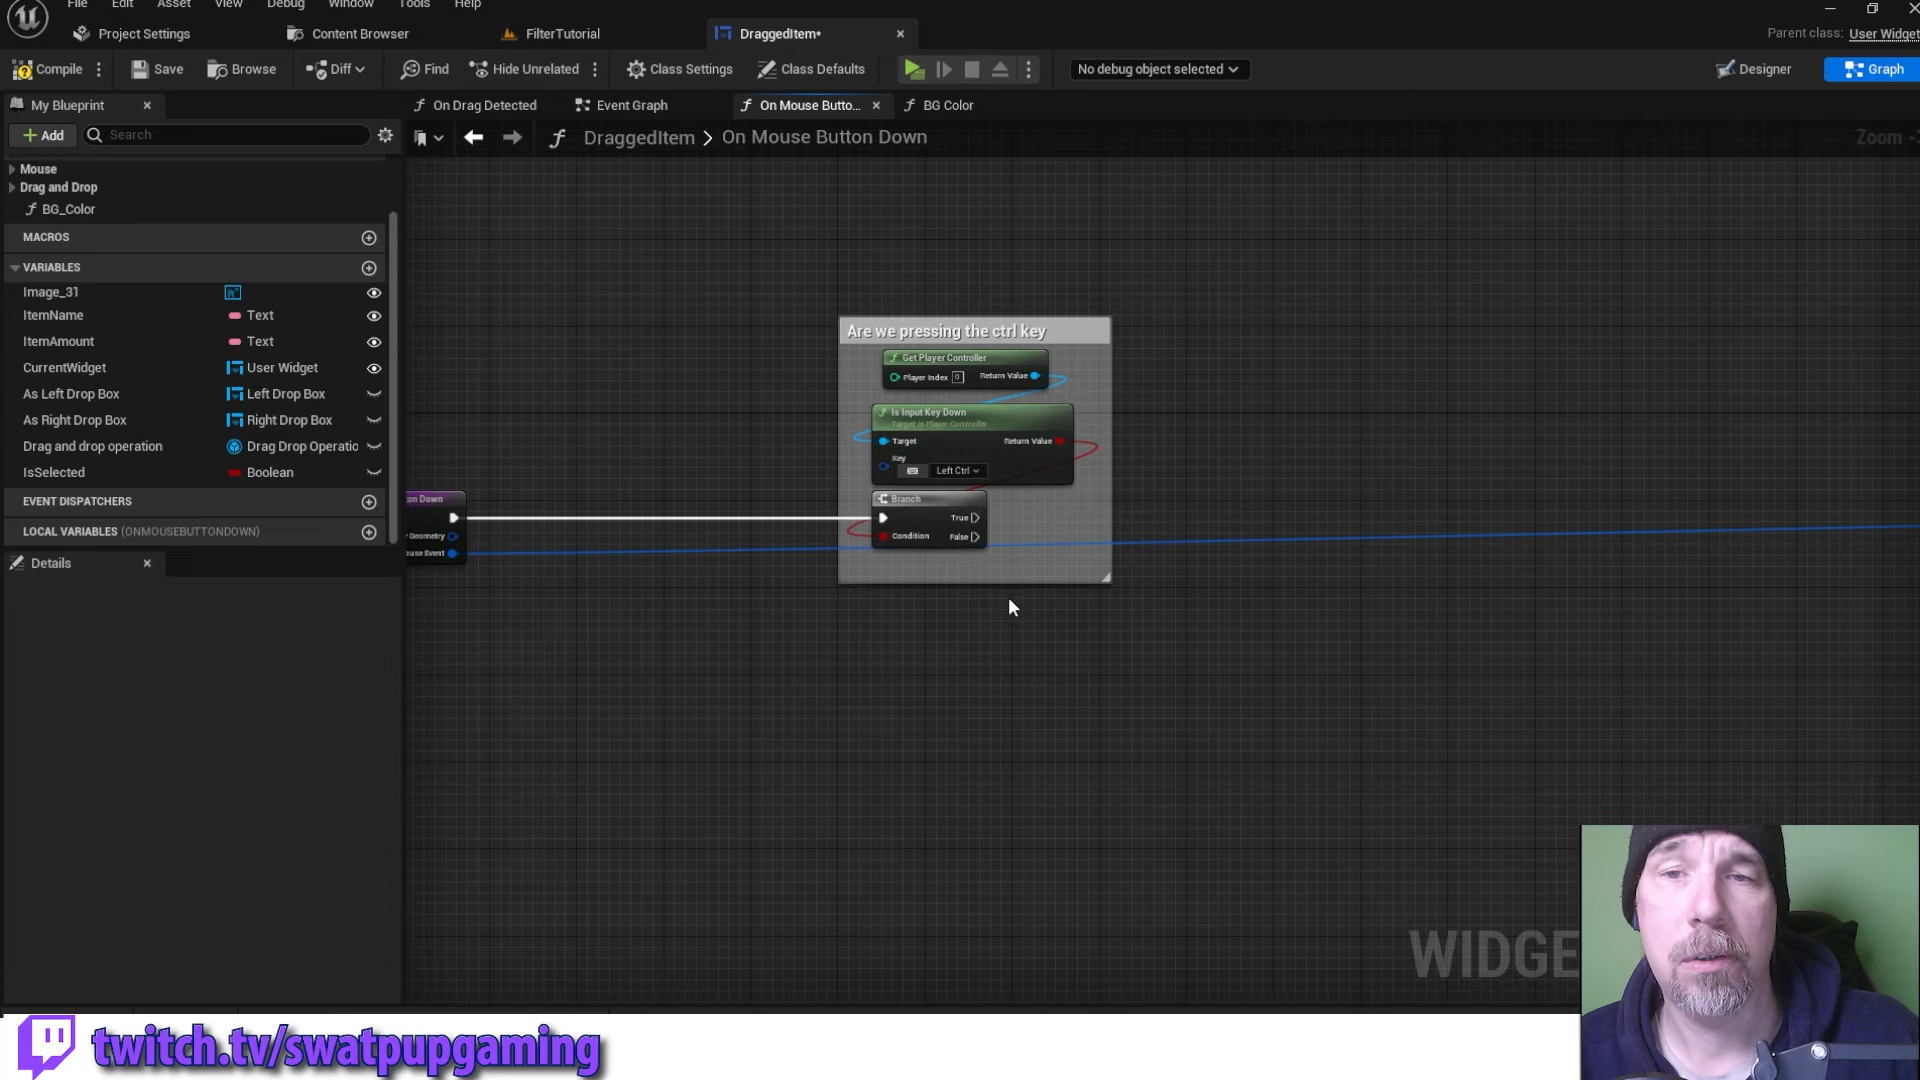 File Edit Asset View Debug Window Tools Help
Project Settings Content Browser FilterTutorial DraggedItem* Parent class: User Widget
Compile Save Browse Diff Find Hide Unrelated Class Settings Class Defaults No debug object selected Designer Graph
My Blueprint On Drag Detected Event Graph On Mouse Butto... BG Color
Add Search DraggedItem > On Mouse Button Down Zoom -
Mouse
Drag and Drop
BG_Color
MACROS
VARIABLES
Image_31
ItemName Text
ItemAmount Text
CurrentWidget User Widget
As Left Drop Box Left Drop Box
As Right Drop Box Right Drop Box
Drag and drop operation Drag Drop Operatio
IsSelected Boolean
EVENT DISPATCHERS
LOCAL VARIABLES (ONMOUSEBUTTONDOWN)
Details
Are we pressing the ctrl key
Get Player Controller
Player Index 0 Return Value
Is Input Key Down
Target is Player Controller
Target Return Value
Key
Left Ctrl
on Down
Branch
True
Geometry Condition False
ouse Event
WIDGE
twitch.tv/swatpupgaming